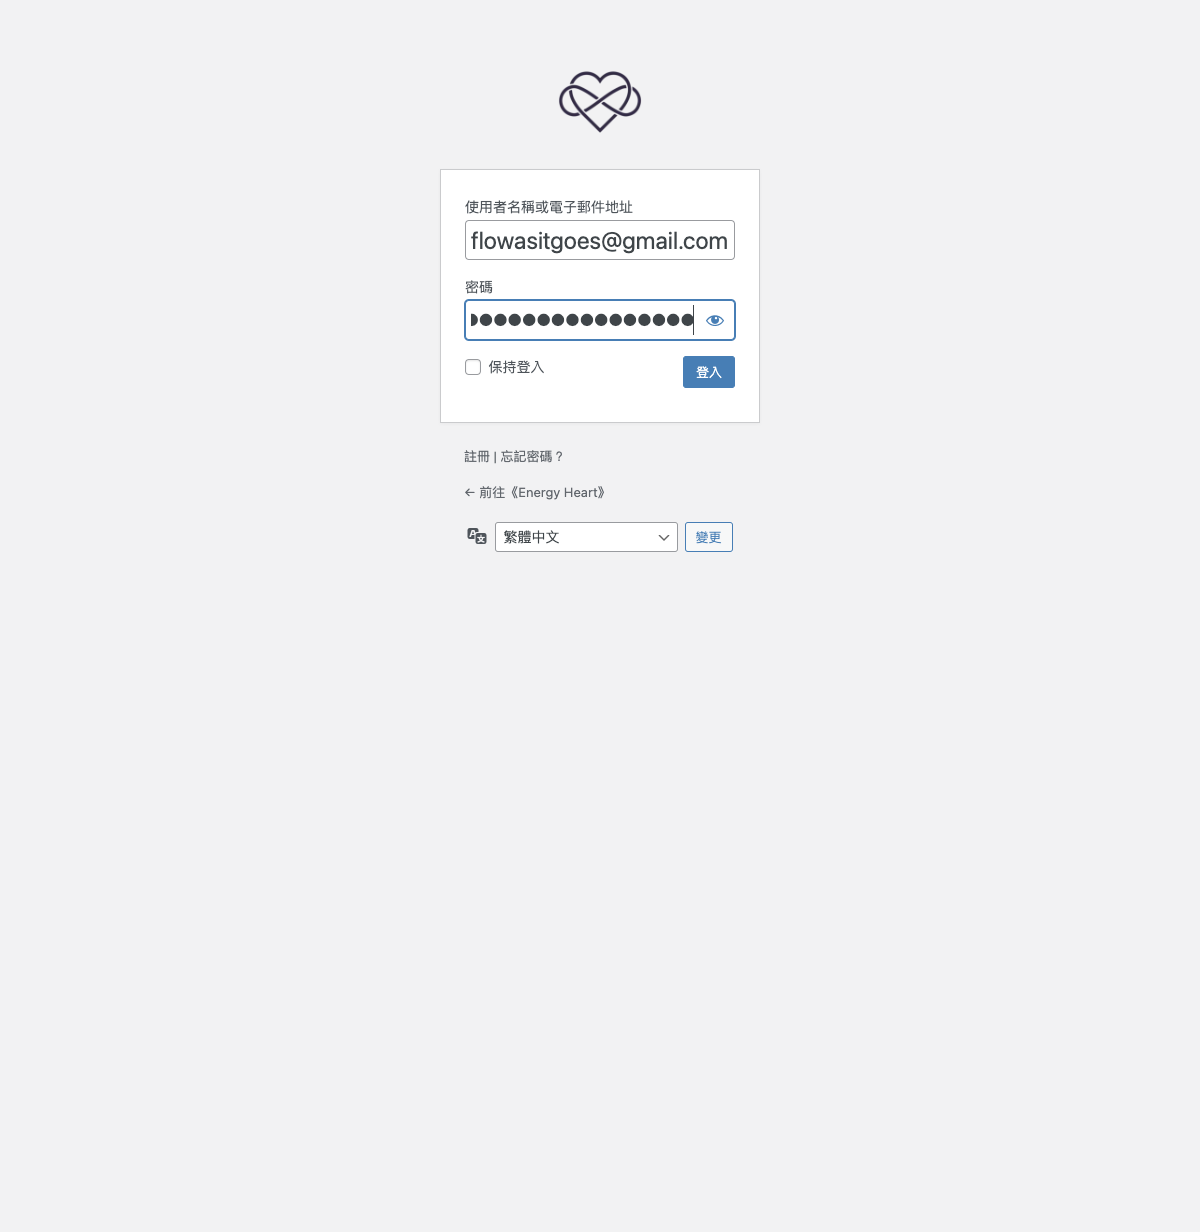 使用者名稱或電子郵件地址
flowasitgoes@gmail.com
密碼
保持登入
登入
註冊 | 忘記密碼？
← 前往《Energy Heart》
繁體中文
變更